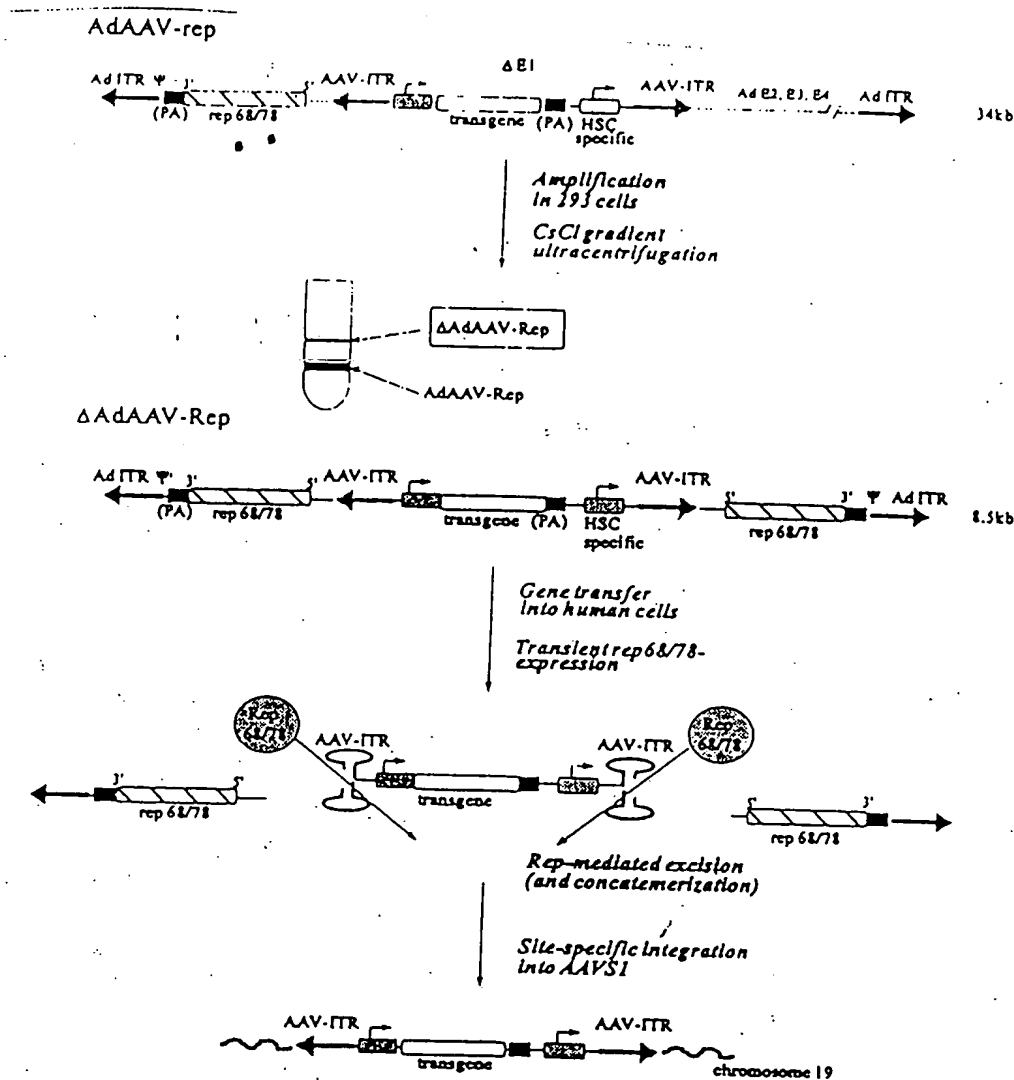 AdAAV-rep
Δ E1
Ad ITR Ψ 3' 5' AAV-ITR AAV-ITR Ad E2, E3, E4 Ad ITR
(PA) rep 68/78 transgene (PA) HSC specific 34kb
Amplification
in 293 cells
CsCl gradient
ultracentrifugation
ΔAdAAV-Rep
AdAAV-Rep
ΔAdAAV-Rep
Ad ITR Ψ 3' 5' AAV-ITR AAV-ITR 5' 3' Ψ Ad ITR
(PA) rep 68/78 transgene (PA) HSC specific rep 68/78 8.5kb
Gene transfer
into human cells
Transient rep 68/78-
expression
Rep 68/78 Rep 68/78
AAV-ITR AAV-ITR
3' 5' transgene 5' 3'
rep 68/78 rep 68/78
Rep-mediated excision
(and concatemerization)
Site-specific integration
into AAVS1
AAV-ITR AAV-ITR
transgene
chromosome 19